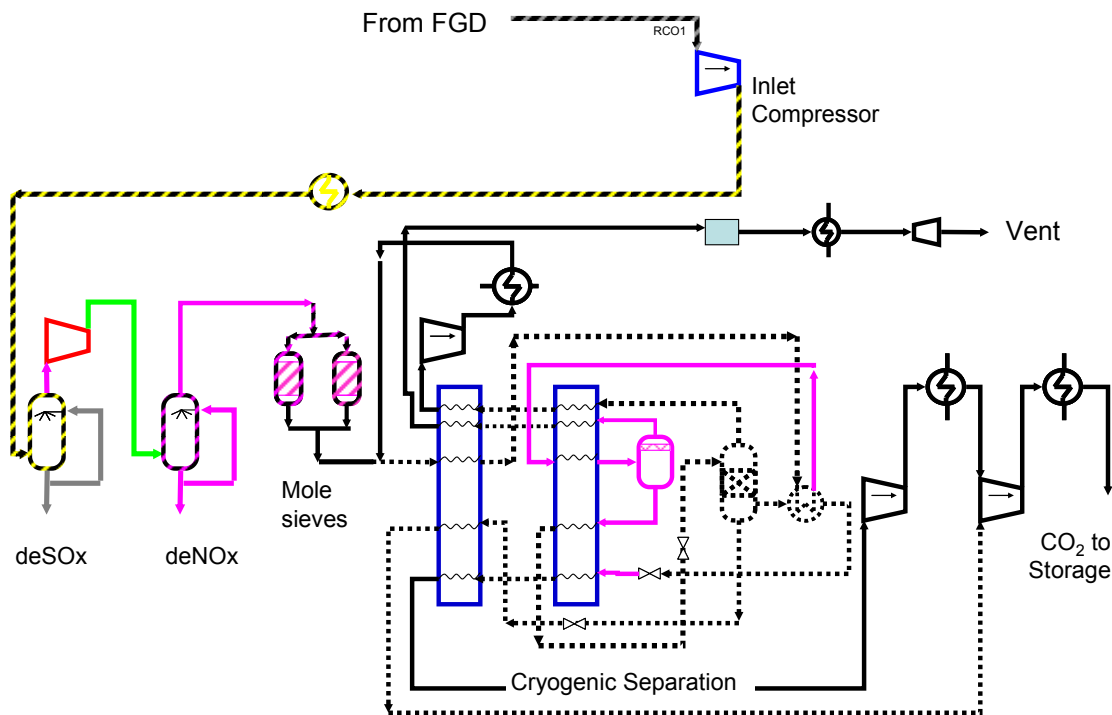 From FGD
RCO1
Inlet
Compressor
Vent
Mole
sieves
deSOx
deNOx
CO₂ to
Storage
Cryogenic Separation